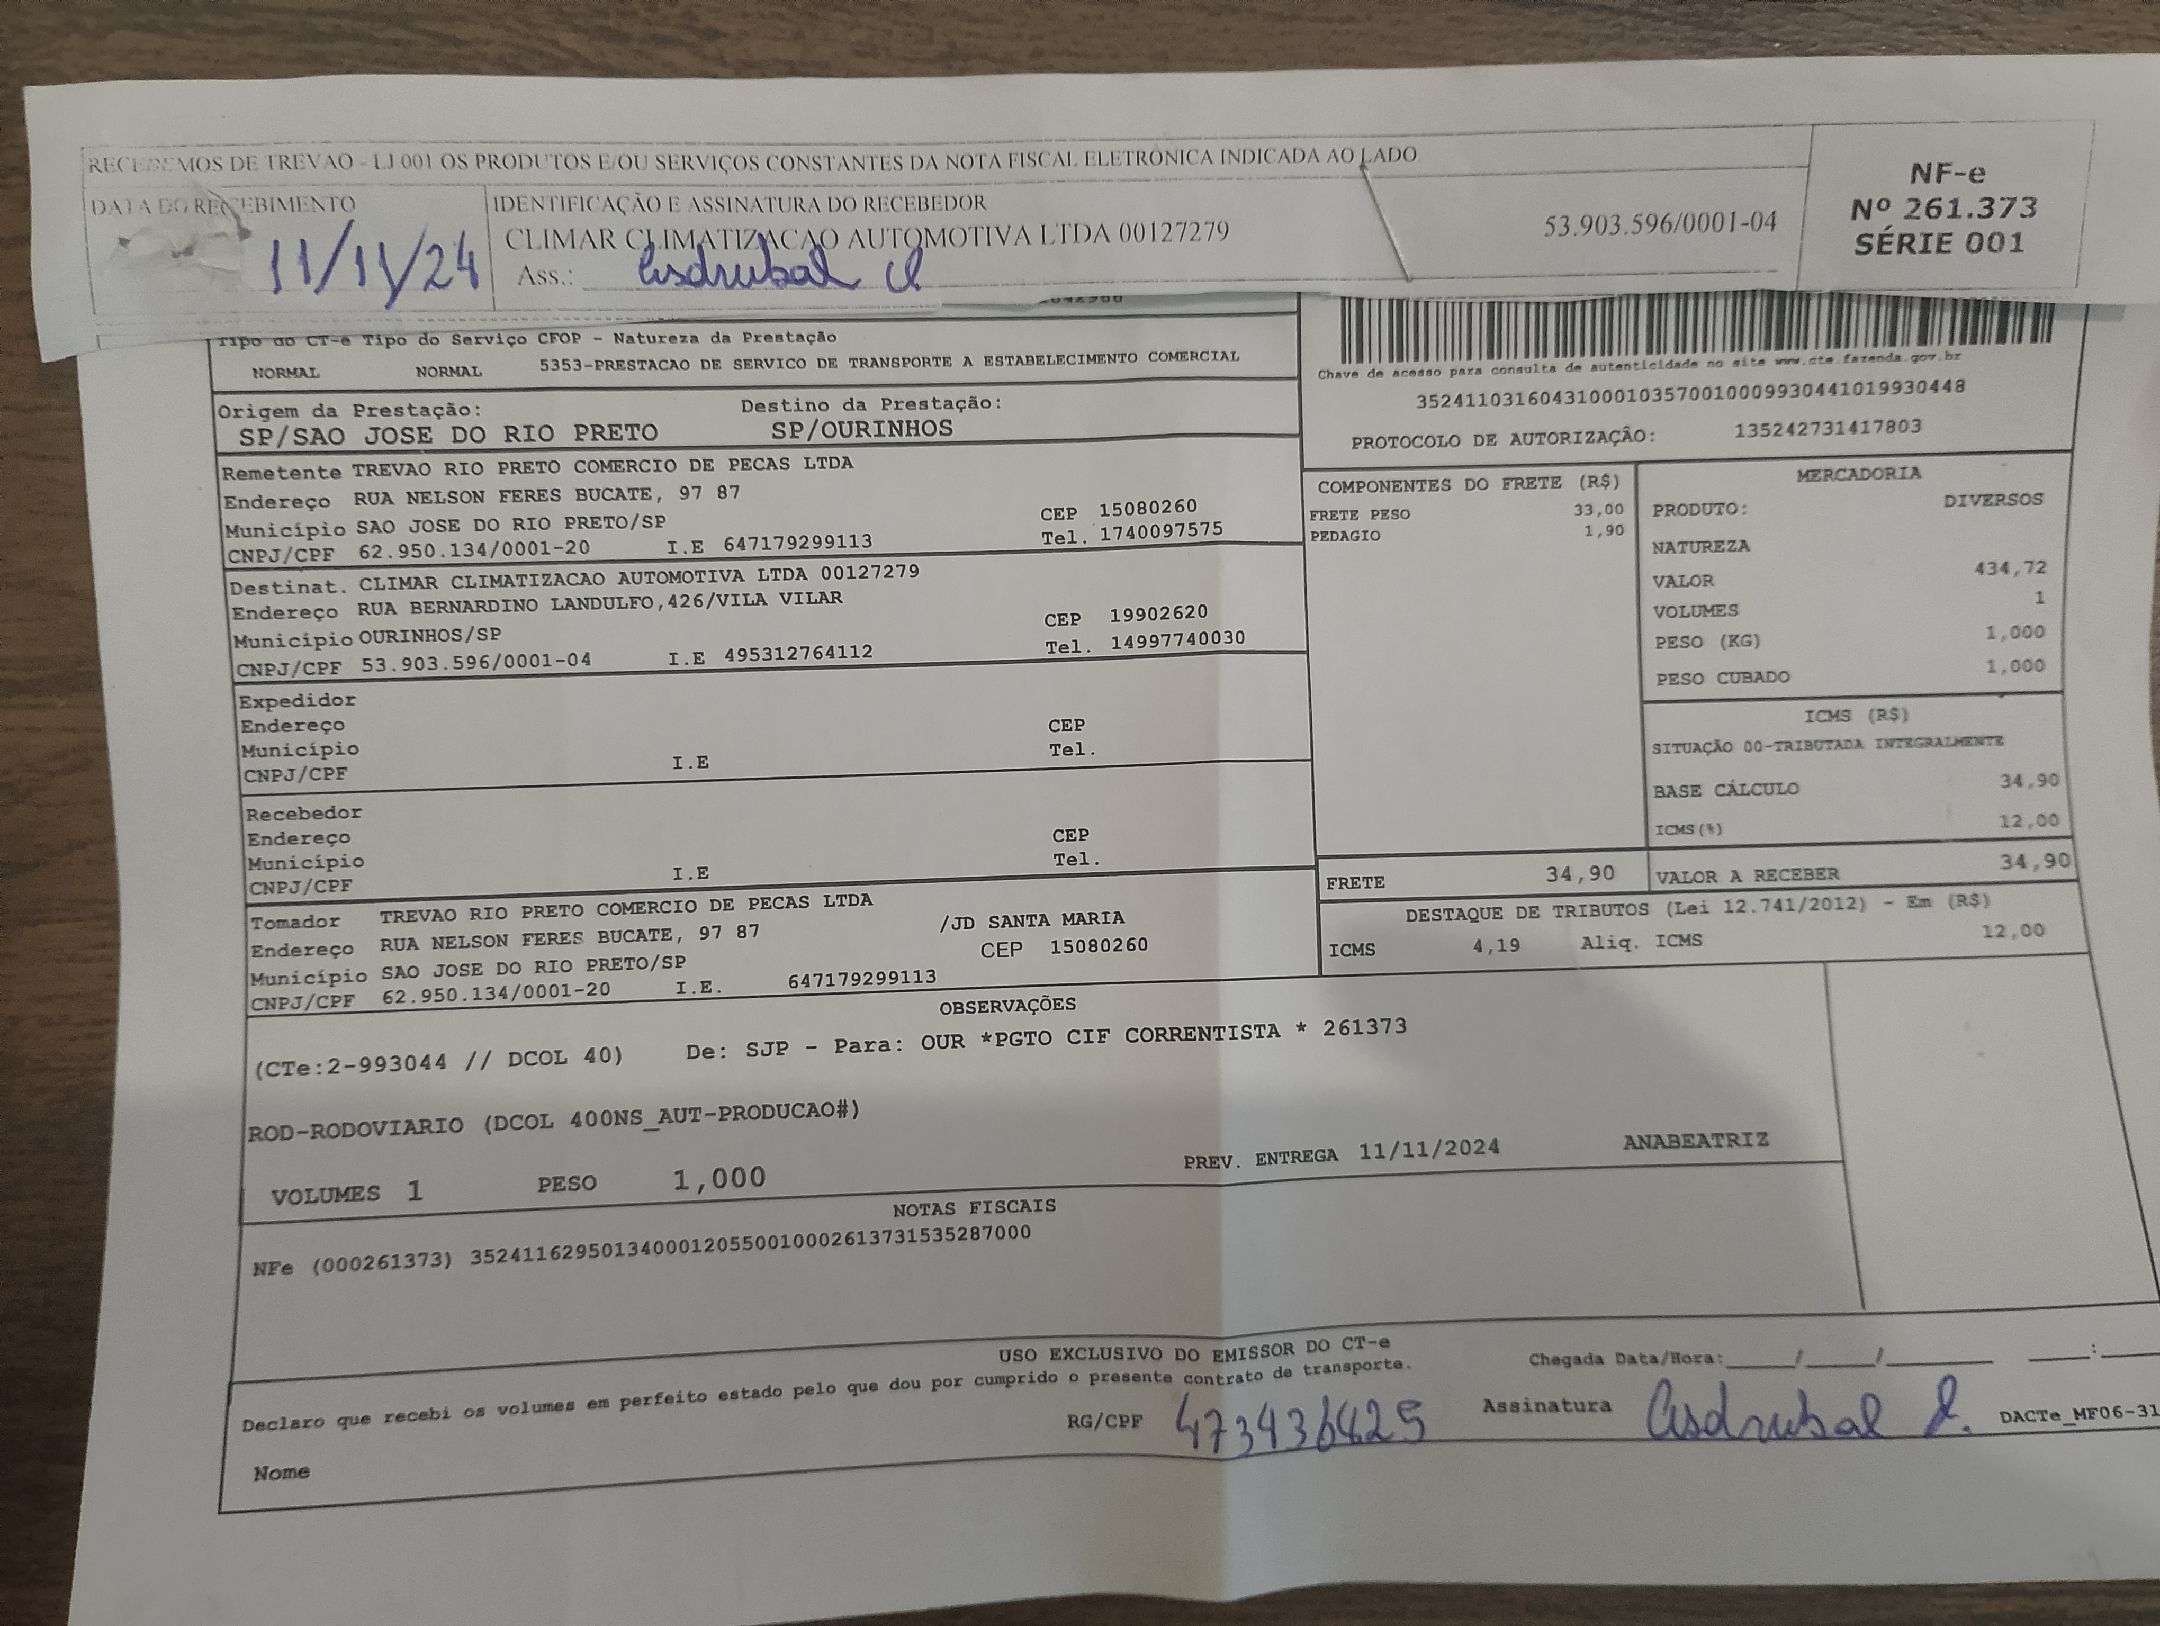 RECEBEMOS DE TREVAO - LJ 001 OS PRODUTOS E/OU SERVIÇOS CONSTANTES DA NOTA FISCAL ELETRÔNICA INDICADA AO LADO
DATA DO RECEBIMENTO
11/11/24
IDENTIFICAÇÃO E ASSINATURA DO RECEBEDOR
CLIMAR CLIMATIZACAO AUTOMOTIVA LTDA 00127279
53.903.596/0001-04
Ass.: Asdrubal
NF-e
Nº 261.373
SÉRIE 001
Tipo do CT-e Tipo do Serviço CFOP - Natureza da Prestação
NORMAL NORMAL 5353-PRESTACAO DE SERVICO DE TRANSPORTE A ESTABELECIMENTO COMERCIAL
Chave de acesso para consulta de autenticidade no site www.cte.fazenda.gov.br
35241103160431000103570010009930441019930448
PROTOCOLO DE AUTORIZAÇÃO: 135242731417803
Origem da Prestação: Destino da Prestação:
SP/SAO JOSE DO RIO PRETO SP/OURINHOS
Remetente TREVAO RIO PRETO COMERCIO DE PECAS LTDA
Endereço RUA NELSON FERES BUCATE, 97 87
Município SAO JOSE DO RIO PRETO/SP CEP 15080260
CNPJ/CPF 62.950.134/0001-20 I.E 647179299113 Tel. 1740097575
Destinat. CLIMAR CLIMATIZACAO AUTOMOTIVA LTDA 00127279
Endereço RUA BERNARDINO LANDULFO,426/VILA VILAR
Município OURINHOS/SP CEP 19902620
CNPJ/CPF 53.903.596/0001-04 I.E 495312764112 Tel. 14997740030
Expedidor
Endereço CEP
Município Tel.
CNPJ/CPF I.E
Recebedor
Endereço CEP
Município Tel.
CNPJ/CPF I.E
Tomador TREVAO RIO PRETO COMERCIO DE PECAS LTDA
Endereço RUA NELSON FERES BUCATE, 97 87 /JD SANTA MARIA
Município SAO JOSE DO RIO PRETO/SP CEP 15080260
CNPJ/CPF 62.950.134/0001-20 I.E. 647179299113
COMPONENTES DO FRETE (R$)
FRETE PESO 33,00
PEDAGIO 1,90
MERCADORIA
PRODUTO: DIVERSOS
NATUREZA
VALOR 434,72
VOLUMES 1
PESO (KG) 1,000
PESO CUBADO 1,000
ICMS (R$)
SITUAÇÃO 00-TRIBUTADA INTEGRALMENTE
BASE CÁLCULO 34,90
ICMS(%) 12,00
FRETE 34,90 VALOR A RECEBER 34,90
DESTAQUE DE TRIBUTOS (Lei 12.741/2012) - Em (R$)
ICMS 4,19 Aliq. ICMS 12,00
OBSERVAÇÕES
(CTe:2-993044 // DCOL 40) De: SJP - Para: OUR *PGTO CIF CORRENTISTA * 261373
ROD-RODOVIARIO (DCOL 400NS_AUT-PRODUCAO#)
VOLUMES 1 PESO 1,000 PREV. ENTREGA 11/11/2024 ANABEATRIZ
NOTAS FISCAIS
NFe (000261373) 35241162950134000120550010002613731535287000
USO EXCLUSIVO DO EMISSOR DO CT-e
Declaro que recebi os volumes em perfeito estado pelo que dou por cumprido o presente contrato de transporte.
Chegada Data/Hora:____/____/______ ____:____
Nome RG/CPF 473436425 Assinatura Asdrubal DACTe_MF06-31